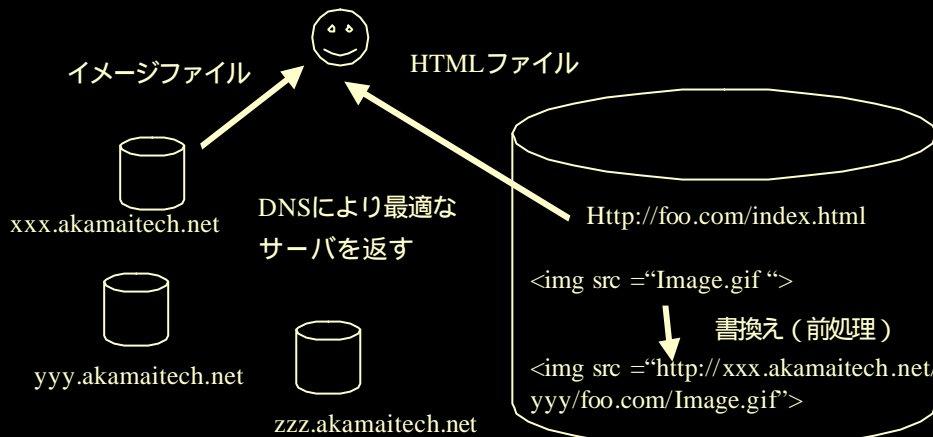 イメージファイル
HTMLファイル
xxx.akamaitech.net
DNSにより最適な
サーバを返す
yyy.akamaitech.net
zzz.akamaitech.net
Http://foo.com/index.html
<img src =“Image.gif “>
書換え（前処理）
<img src =“http://xxx.akamaitech.net/
yyy/foo.com/Image.gif”>